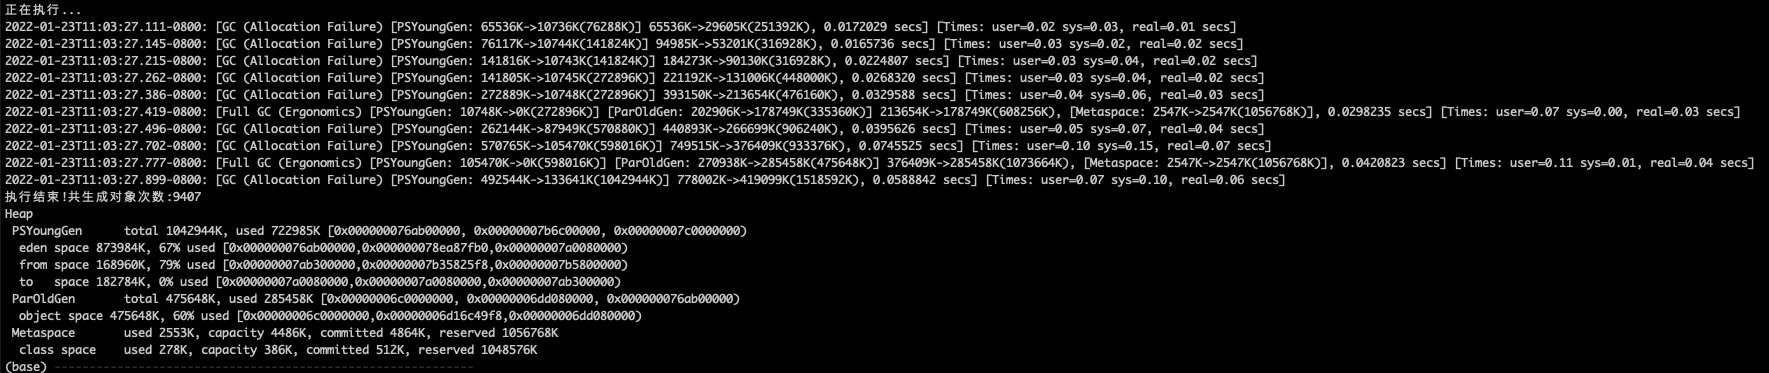 正在执行...
2022-01-23T11:03:27.111-0800: [GC (Allocation Failure) [PSYoungGen: 65536K->10736K(76288K)] 65536K->29605K(251392K), 0.0172029 secs] [Times: user=0.02 sys=0.03, real=0.01 secs]
2022-01-23T11:03:27.145-0800: [GC (Allocation Failure) [PSYoungGen: 76117K->10744K(141824K)] 94985K->53201K(316928K), 0.0165736 secs] [Times: user=0.03 sys=0.02, real=0.02 secs]
2022-01-23T11:03:27.215-0800: [GC (Allocation Failure) [PSYoungGen: 141816K->10743K(141824K)] 184273K->90130K(316928K), 0.0224807 secs] [Times: user=0.03 sys=0.04, real=0.02 secs]
2022-01-23T11:03:27.262-0800: [GC (Allocation Failure) [PSYoungGen: 141805K->10745K(272896K)] 221192K->131006K(448000K), 0.0268320 secs] [Times: user=0.03 sys=0.04, real=0.02 secs]
2022-01-23T11:03:27.386-0800: [GC (Allocation Failure) [PSYoungGen: 272889K->10748K(272896K)] 393150K->213654K(476160K), 0.0329588 secs] [Times: user=0.04 sys=0.06, real=0.03 secs]
2022-01-23T11:03:27.419-0800: [Full GC (Ergonomics) [PSYoungGen: 10748K->0K(272896K)] [ParOldGen: 202906K->178749K(335360K)] 213654K->178749K(608256K), [Metaspace: 2547K->2547K(1056768K)], 0.0298235 secs] [Times: user=0.07 sys=0.00, real=0.03 secs]
2022-01-23T11:03:27.496-0800: [GC (Allocation Failure) [PSYoungGen: 262144K->87949K(570880K)] 440893K->266699K(906240K), 0.0395626 secs] [Times: user=0.05 sys=0.07, real=0.04 secs]
2022-01-23T11:03:27.702-0800: [GC (Allocation Failure) [PSYoungGen: 570765K->105470K(598016K)] 749515K->376409K(933376K), 0.0745525 secs] [Times: user=0.10 sys=0.15, real=0.07 secs]
2022-01-23T11:03:27.777-0800: [Full GC (Ergonomics) [PSYoungGen: 105470K->0K(598016K)] [ParOldGen: 270938K->285458K(475648K)] 376409K->285458K(1073664K), [Metaspace: 2547K->2547K(1056768K)], 0.0420823 secs] [Times: user=0.11 sys=0.01, real=0.04 secs]
2022-01-23T11:03:27.899-0800: [GC (Allocation Failure) [PSYoungGen: 492544K->133641K(1042944K)] 778002K->419099K(1518592K), 0.0588842 secs] [Times: user=0.07 sys=0.10, real=0.06 secs]
执行结束!共生成对象次数:9407
Heap
PSYoungGen      total 1042944K, used 722985K [0x000000076ab00000, 0x00000007b6c00000, 0x00000007c0000000)
eden space 873984K, 67% used [0x000000076ab00000,0x000000078ea87fb0,0x00000007a0080000)
from space 168960K, 79% used [0x00000007ab300000,0x00000007b35825f8,0x00000007b5800000)
to   space 182784K, 0% used [0x00000007a0080000,0x00000007a0080000,0x00000007ab300000)
ParOldGen       total 475648K, used 285458K [0x00000006c0000000, 0x00000006dd080000, 0x000000076ab00000)
object space 475648K, 60% used [0x00000006c0000000,0x00000006d16c49f8,0x00000006dd080000)
Metaspace       used 2553K, capacity 4486K, committed 4864K, reserved 1056768K
class space    used 278K, capacity 386K, committed 512K, reserved 1048576K
(base)